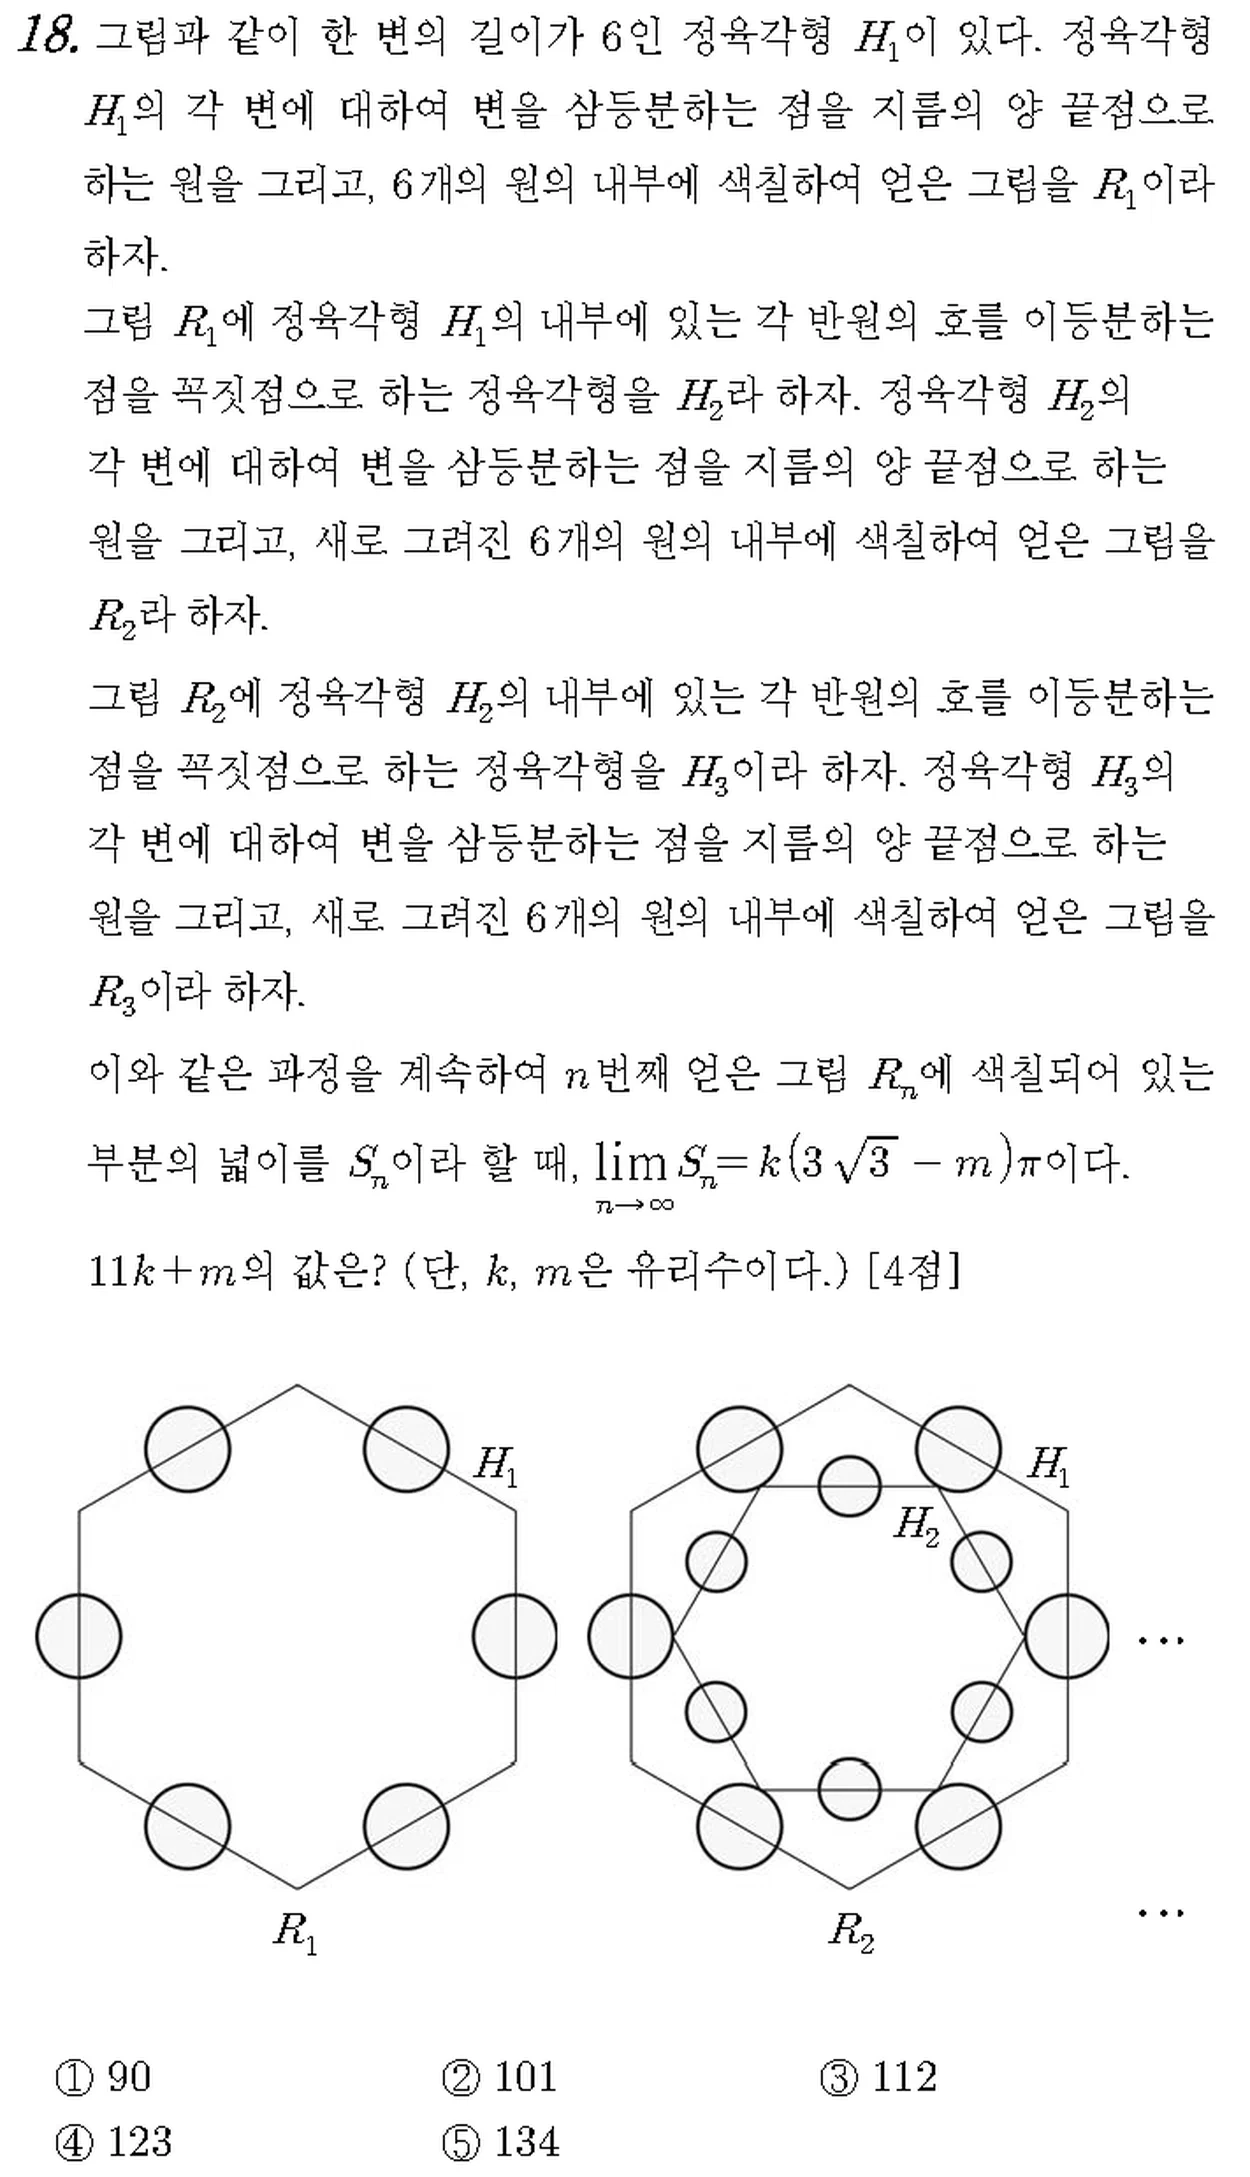 18. 그림과 같이 한 변의 길이가 6인 정육각형 H₁이 있다. 정육각형
H₁의 각 변에 대하여 변을 삼등분하는 점을 지름의 양 끝점으로
하는 원을 그리고, 6개의 원의 내부에 색칠하여 얻은 그림을 R₁이라
하자.
그림 R₁에 정육각형 H₁의 내부에 있는 각 반원의 호를 이등분하는
점을 꼭짓점으로 하는 정육각형을 H₂라 하자. 정육각형 H₂의
각 변에 대하여 변을 삼등분하는 점을 지름의 양 끝점으로 하는
원을 그리고, 새로 그려진 6개의 원의 내부에 색칠하여 얻은 그림을
R₂라 하자.
그림 R₂에 정육각형 H₂의 내부에 있는 각 반원의 호를 이등분하는
점을 꼭짓점으로 하는 정육각형을 H₃이라 하자. 정육각형 H₃의
각 변에 대하여 변을 삼등분하는 점을 지름의 양 끝점으로 하는
원을 그리고, 새로 그려진 6개의 원의 내부에 색칠하여 얻은 그림을
R₃이라 하자.
이와 같은 과정을 계속하여 n번째 얻은 그림 Rₙ에 색칠되어 있는
부분의 넓이를 Sₙ이라 할 때, lim n→∞ Sₙ=k(3√3 − m)π이다.
11k+m의 값은? (단, k, m은 유리수이다.) [4점]
H₁ H₁
H₂
⋯
R₁ R₂ ⋯
① 90 ② 101 ③ 112
④ 123 ⑤ 134